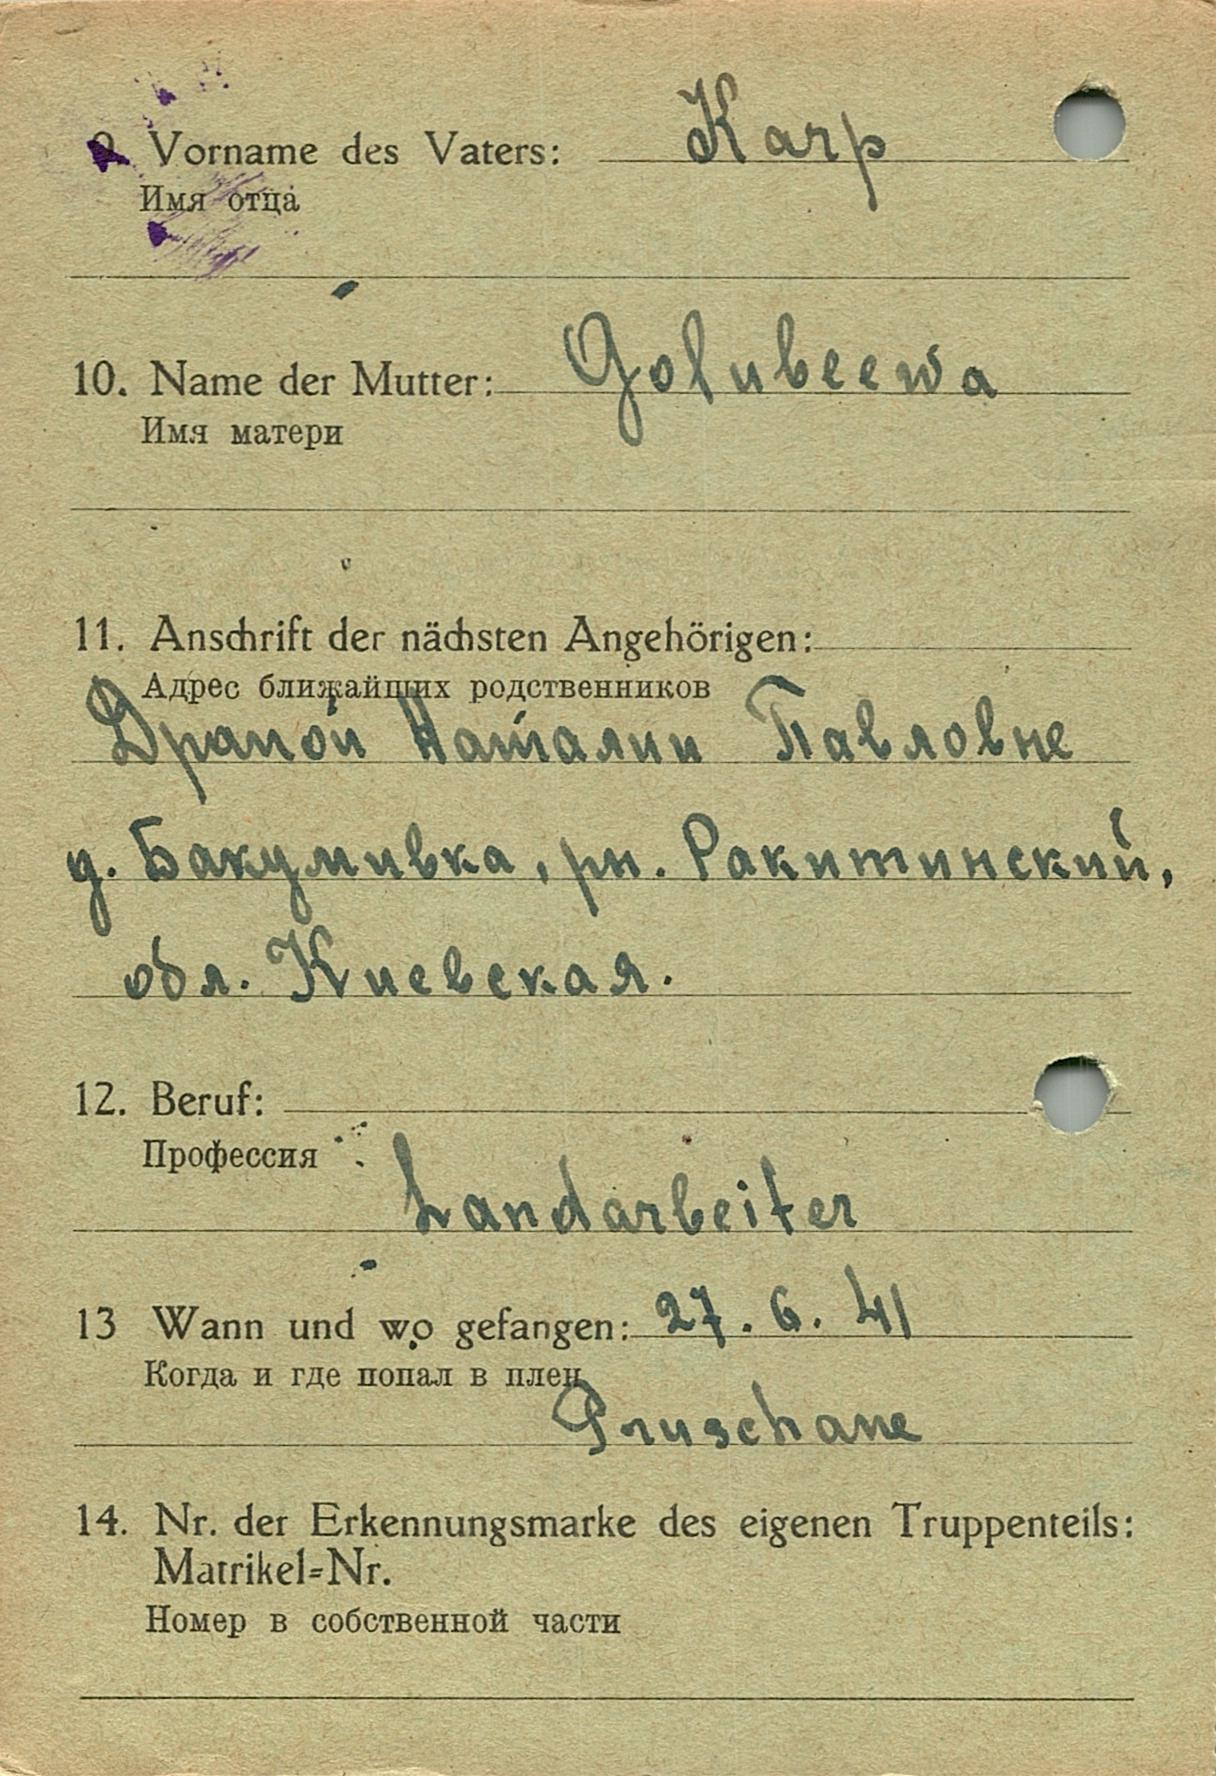 9. Vorname des Vaters: Karp
Имя отца
10. Name der Mutter: Golubeewa
Имя матери
11. Anschrift der nächsten Angehörigen:
Адрес ближайших родственников
Драпой Наталии Павловне
д. Бакумивка, рн. Ракитинский,
обл. Киевская.
12. Beruf:
Профессия
Landarbeiter
13 Wann und wo gefangen: 27. 6. 41
Когда и где попал в плен
Pruschane
14. Nr. der Erkennungsmarke des eigenen Truppenteils:
Matrikel=Nr.
Номер в собственной части